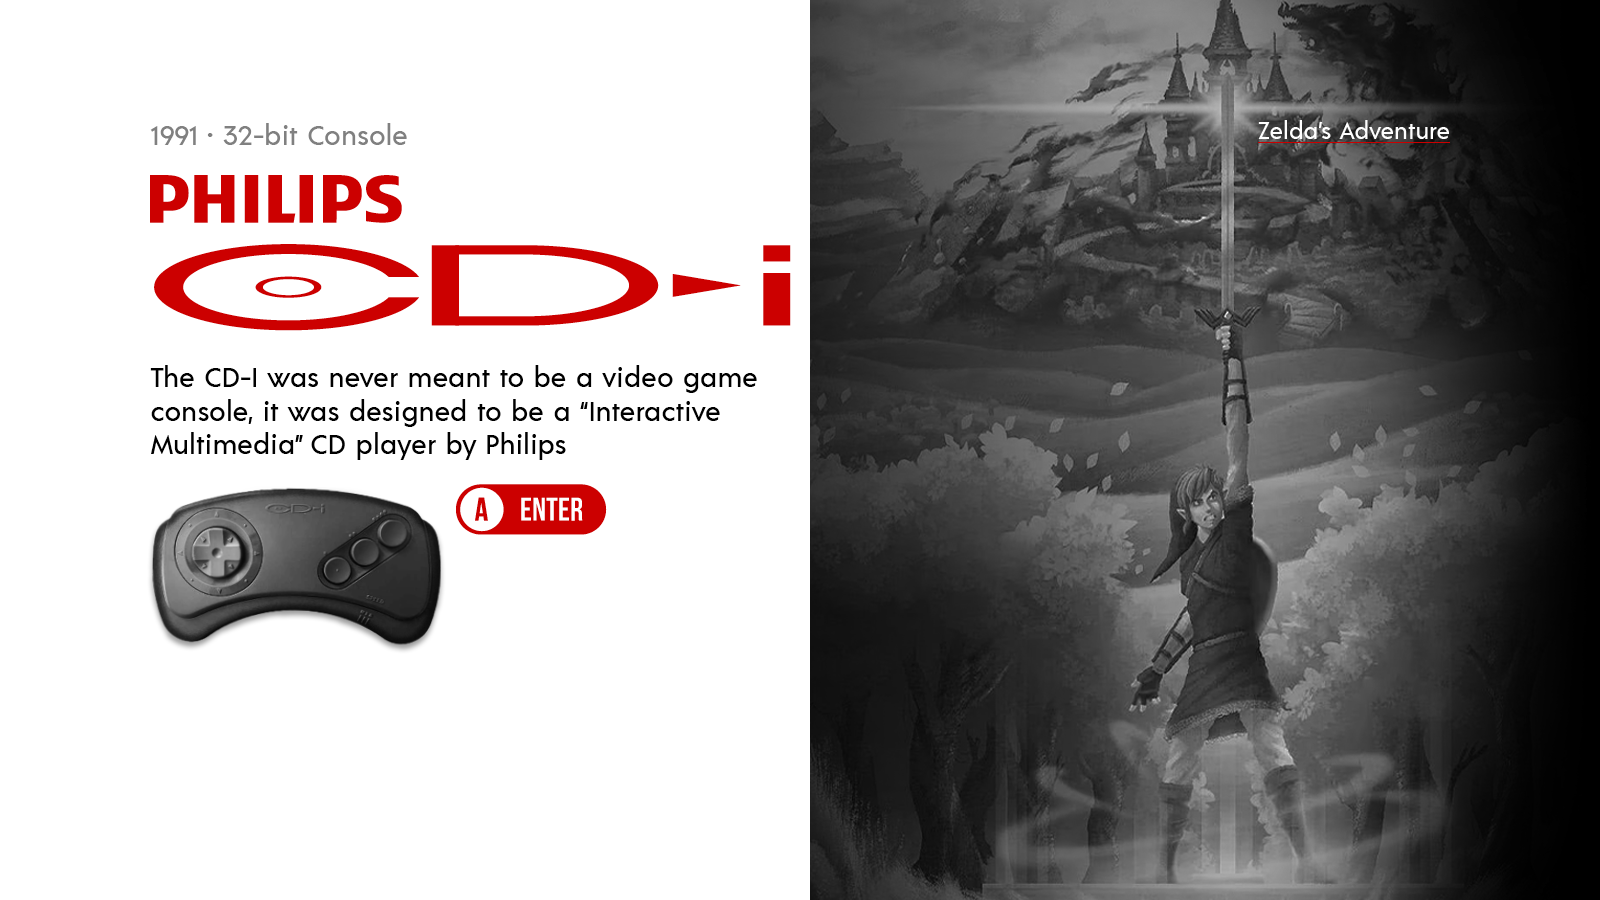 1991 · 32-bit Console
PHILIPS
CD-i
The CD-I was never meant to be a video game
console, it was designed to be a “Interactive
Multimedia” CD player by Philips
CD-i
A ENTER
Zelda's Adventure